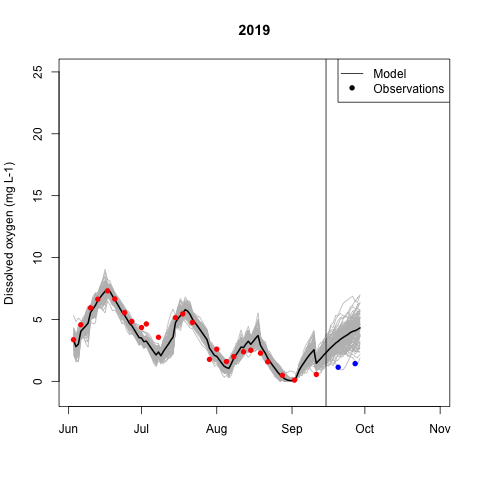 2019
Model
Observations
Dissolved oxygen (mg L-1)
25
20
15
10
5
0
Jun Jul Aug Sep Oct Nov